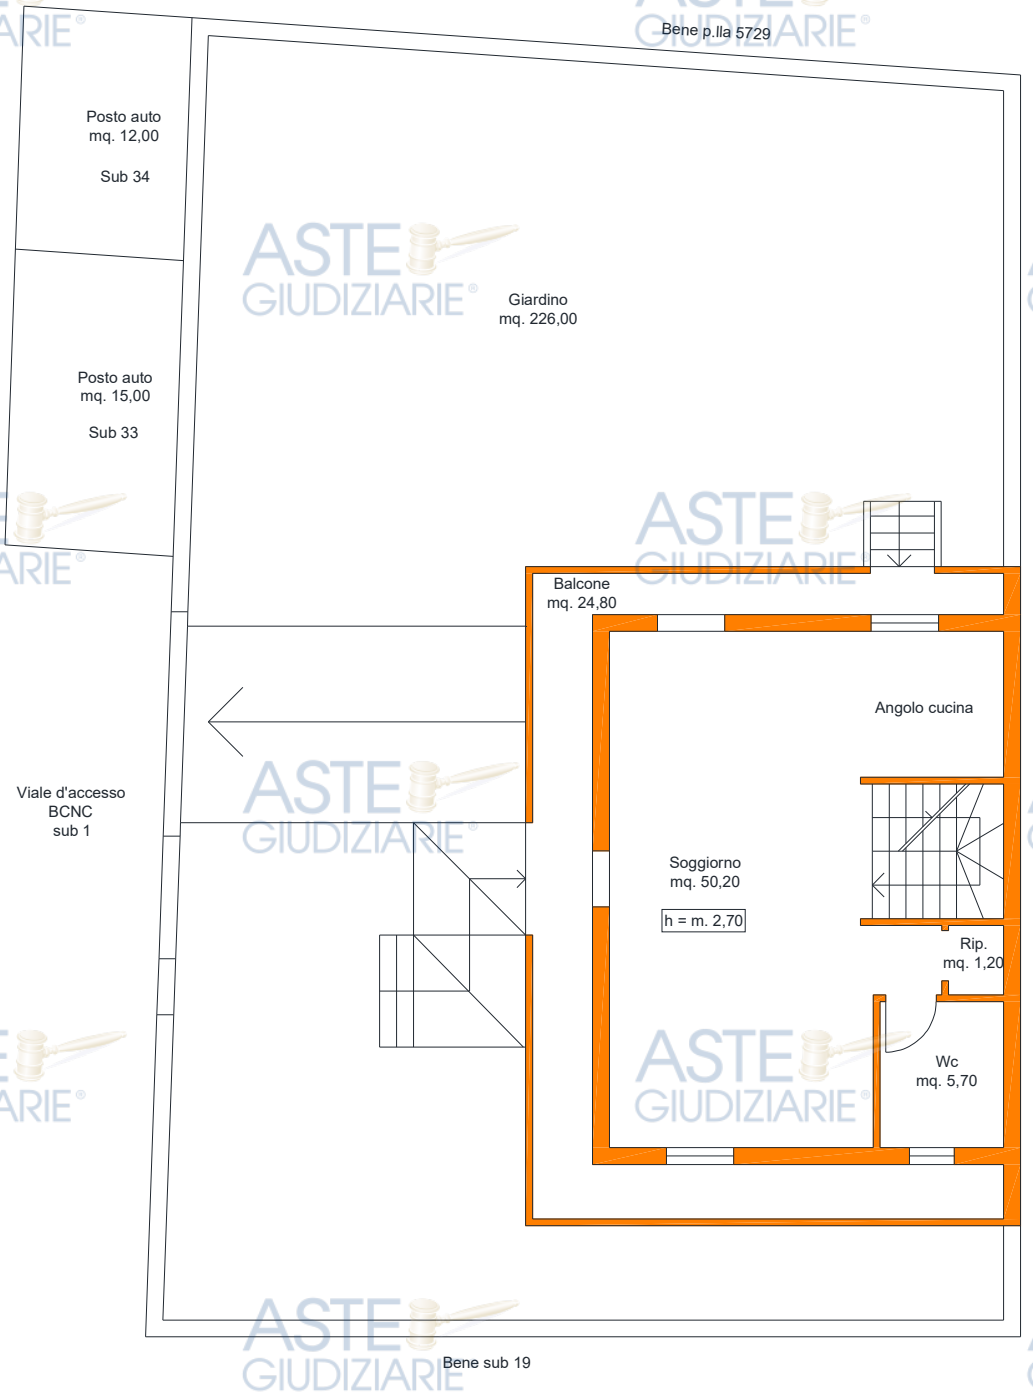 Bene p.lla 5729
Posto auto
mq. 12,00
Sub 34
ASTE
GIUDIZIARIE®
Giardino
mq. 226,00
Posto auto
mq. 15,00
Sub 33
ASTE
GIUDIZIARIE®
Balcone
mq. 24,80
Angolo cucina
Viale d'accesso
BCNC
sub 1
ASTE
GIUDIZIARIE®
Soggiorno
mq. 50,20
h = m. 2,70
Rip.
mq. 1,20
ASTE
GIUDIZIARIE®
Wc
mq. 5,70
ASTE
GIUDIZIARIE®
Bene sub 19